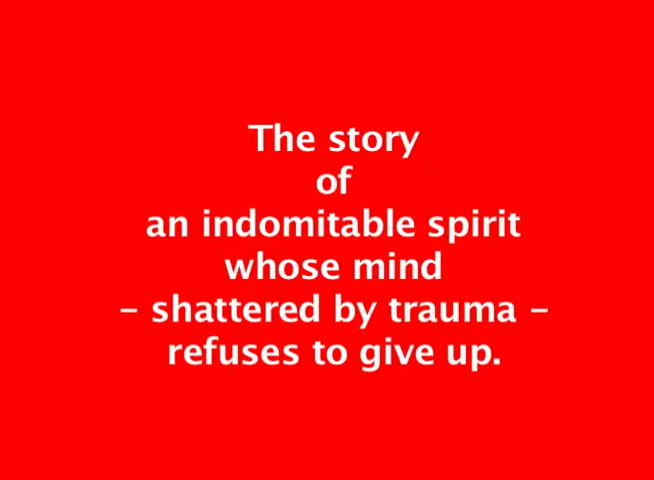 The story
of
an indomitable spirit
whose mind
– shattered by trauma –
refuses to give up.